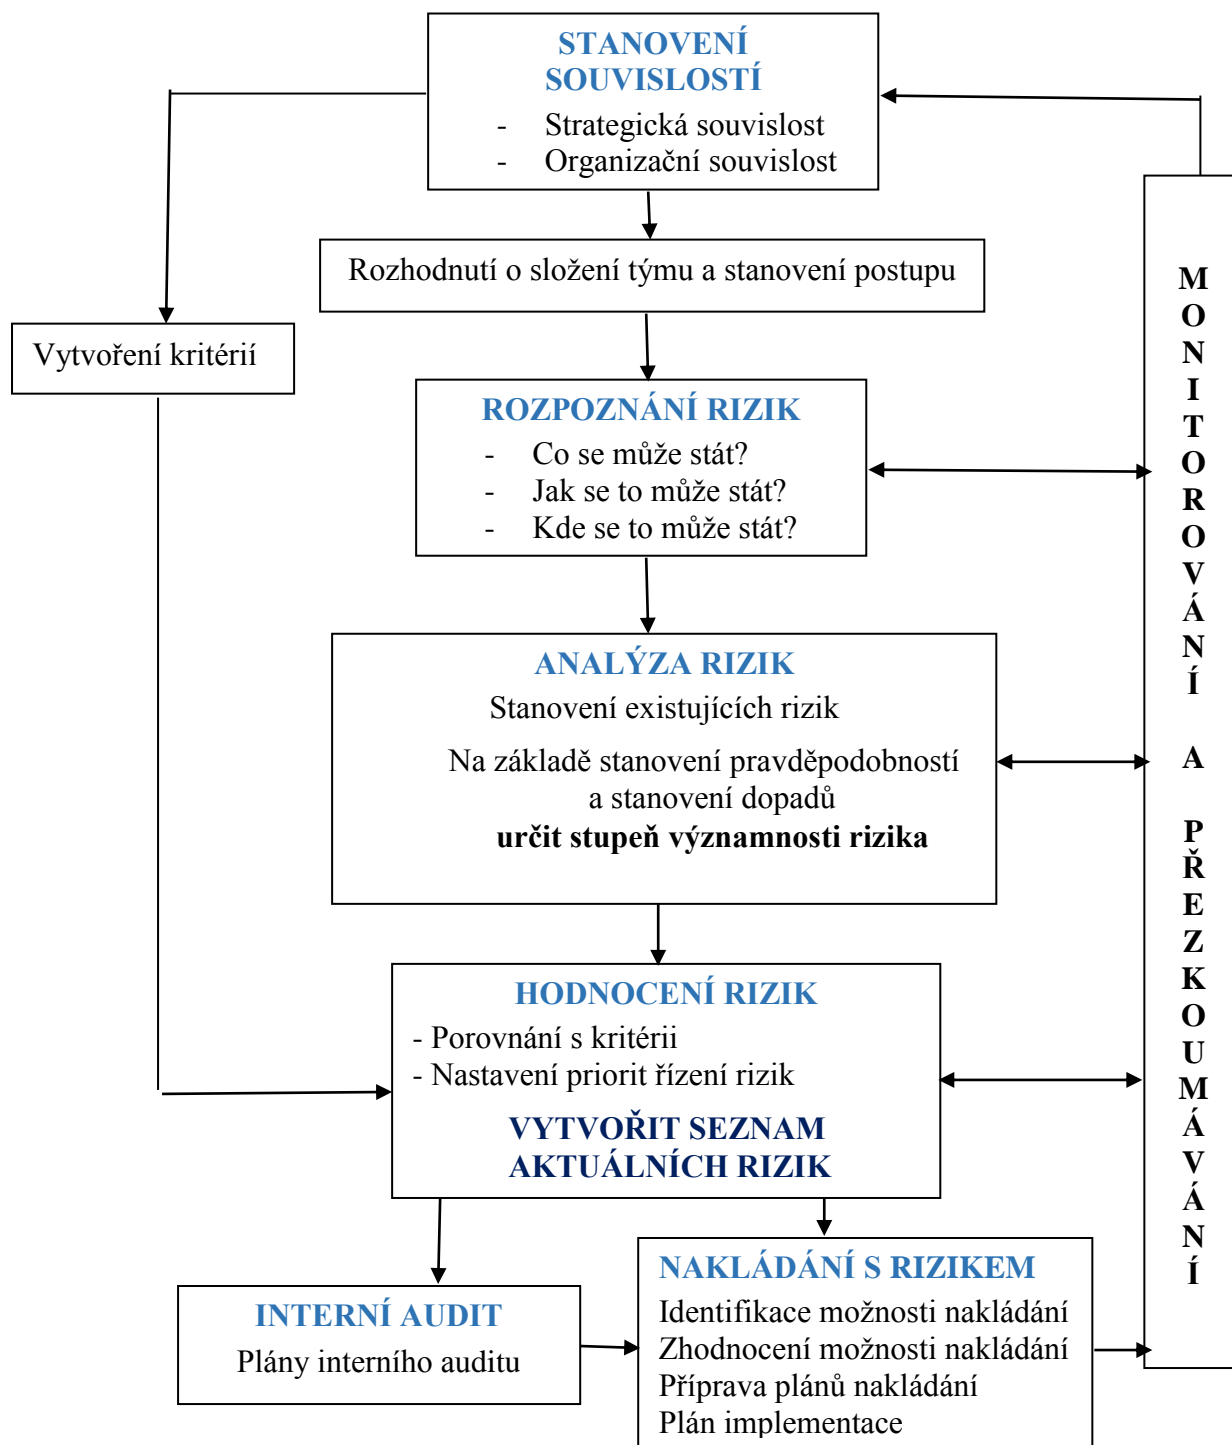 STANOVENÍ
SOUVISLOSTÍ
- Strategická souvislost
- Organizační souvislost
Rozhodnutí o složení týmu a stanovení postupu
Vytvoření kritérií
ROZPOZNÁNÍ RIZIK
- Co se může stát?
- Jak se to může stát?
- Kde se to může stát?
ANALÝZA RIZIK
Stanovení existujících rizik
Na základě stanovení pravděpodobností
a stanovení dopadů
určit stupeň významnosti rizika
HODNOCENÍ RIZIK
- Porovnání s kritérii
- Nastavení priorit řízení rizik
VYTVOŘIT SEZNAM
AKTUÁLNÍCH RIZIK
INTERNÍ AUDIT
Plány interního auditu
NAKLÁDÁNÍ S RIZIKEM
Identifikace možnosti nakládání
Zhodnocení možnosti nakládání
Příprava plánů nakládání
Plán implementace
MONITOROVÁNÍ A PŘEZKOUMÁVÁNÍ